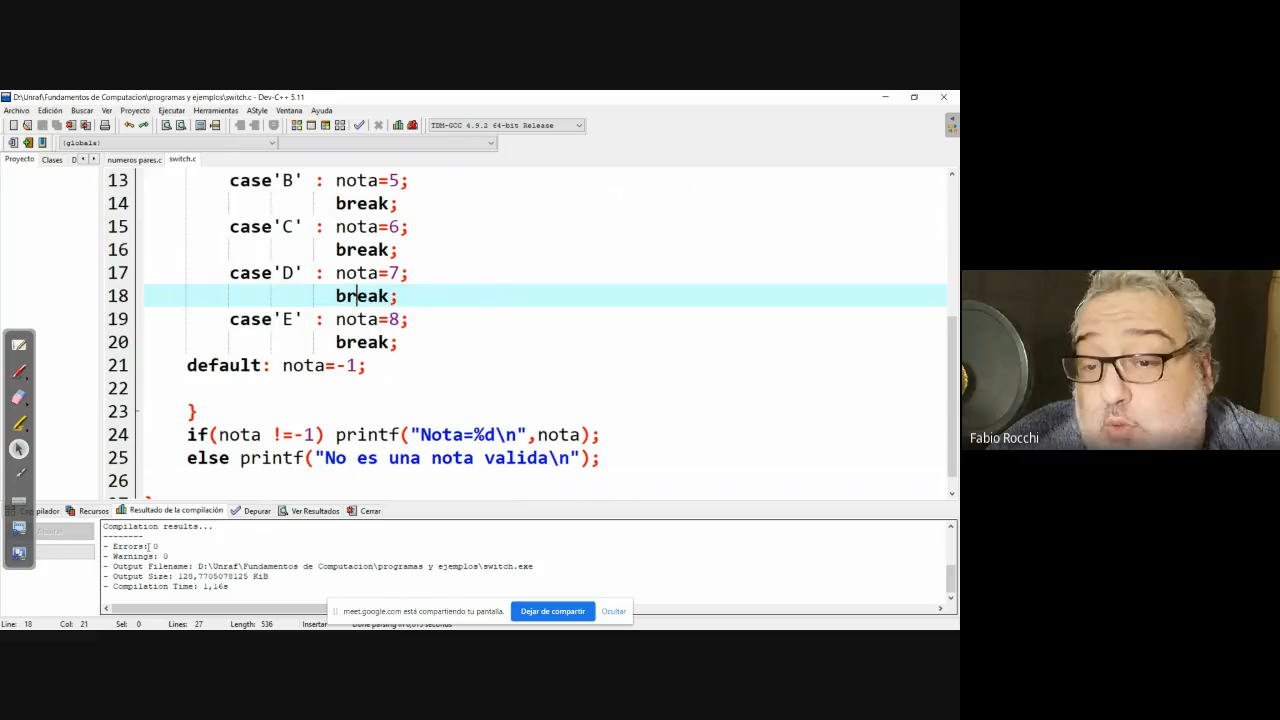 D:\Unraf\Fundamentos de Computacion\programas y ejemplos\switch.c - Dev-C++ 5.11
Archivo Edición Buscar Ver Proyecto Ejecutar Herramientas AStyle Ventana Ayuda
TDM-GCC 4.9.2 64-bit Release
(globals)
Proyecto Clases D numeros pares.c switch.c
13 case'B' : nota=5;
14 break;
15 case'C' : nota=6;
16 break;
17 case'D' : nota=7;
18 break;
19 case'E' : nota=8;
20 break;
21 default: nota=-1;
22
23 }
24 if(nota !=-1) printf("Nota=%d\n",nota);
25 else printf("No es una nota valida\n");
26
Recursos Resultado de la compilación Depurar Ver Resultados Cerrar
Compilation results...
--------
- Errors: 0
- Warnings: 0
- Output Filename: D:\Unraf\Fundamentos de Computacion\programas y ejemplos\switch.exe
- Output Size: 128,7705078125 KiB
- Compilation Time: 1,16s
meet.google.com está compartiendo tu pantalla. Dejar de compartir Ocultar
Line: 18 Col: 21 Sel: 0 Lines: 27 Length: 536 Insertar
Fabio Rocchi